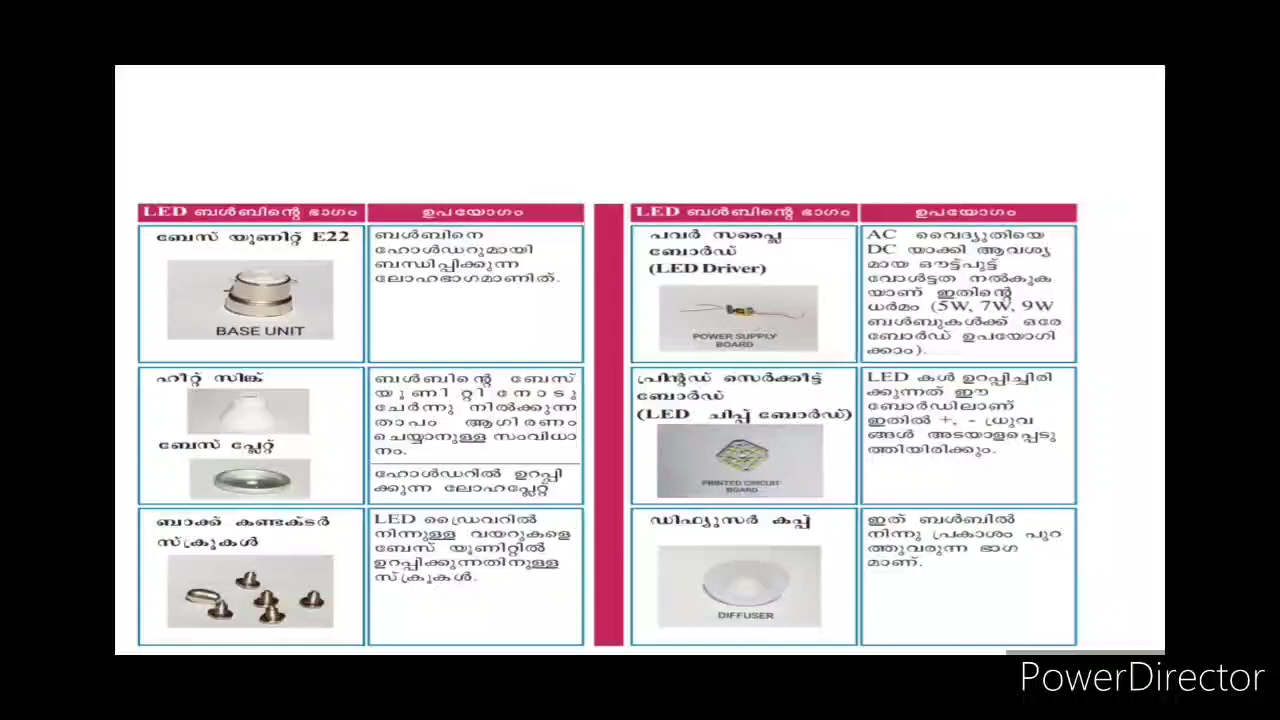 LED ബൾബിന്റെ ഭാഗം
ഉപയോഗം
ബേസ് യൂണിറ്റ് E22
BASE UNIT
ബൾബിനെ
ഹോൾഡറുമായി
ബന്ധിപ്പിക്കുന്ന
ലോഹഭാഗമാണിത്.
ഹീറ്റ് സിങ്ക്
ബേസ് പ്ലേറ്റ്
ബൾബിന്റെ ബേസ്
യൂണിറ്റിനോടു
ചേർന്നു നിൽക്കുന്ന
താപം ആഗിരണം
ചെയ്യാനുള്ള സംവിധാ
നം.
ഹോൾഡറിൽ ഉറപ്പി
ക്കുന്ന ലോഹപ്ലേറ്റ്
ബാക്ക് കണ്ടക്ടർ
സ്ക്രൂകൾ
LED ഡ്രൈവറിൽ
നിന്നുള്ള വയറുകളെ
ബേസ് യൂണിറ്റിൽ
ഉറപ്പിക്കുന്നതിനുള്ള
സ്ക്രൂകൾ.
LED ബൾബിന്റെ ഭാഗം
ഉപയോഗം
പവർ സപ്ലൈ
ബോർഡ്
(LED Driver)
POWER SUPPLY
BOARD
AC വൈദ്യുതിയെ
DC യാക്കി ആവശ്യ
മായ ഔട്ട്പുട്ട്
വോൾട്ടത നൽകുക
യാണ് ഇതിന്റെ
ധർമം (5W, 7W, 9W
ബൾബുകൾക്ക് ഒരേ
ബോർഡ് ഉപയോഗി
ക്കാം).
പ്രിന്റഡ് സെർക്കീട്ട്
ബോർഡ്
(LED ചിപ്പ് ബോർഡ്)
PRINTED CIRCUIT
BOARD
LED കൾ ഉറപ്പിച്ചിരി
ക്കുന്നത് ഈ
ബോർഡിലാണ്
ഇതിൽ +, - ധ്രുവ
ങ്ങൾ അടയാളപ്പെടു
ത്തിയിരിക്കും.
ഡിഫ്യൂസർ കപ്പ്
DIFFUSER
ഇത് ബൾബിൽ
നിന്നു പ്രകാശം പുറ
ത്തുവരുന്ന ഭാഗ
മാണ്.
PowerDirector